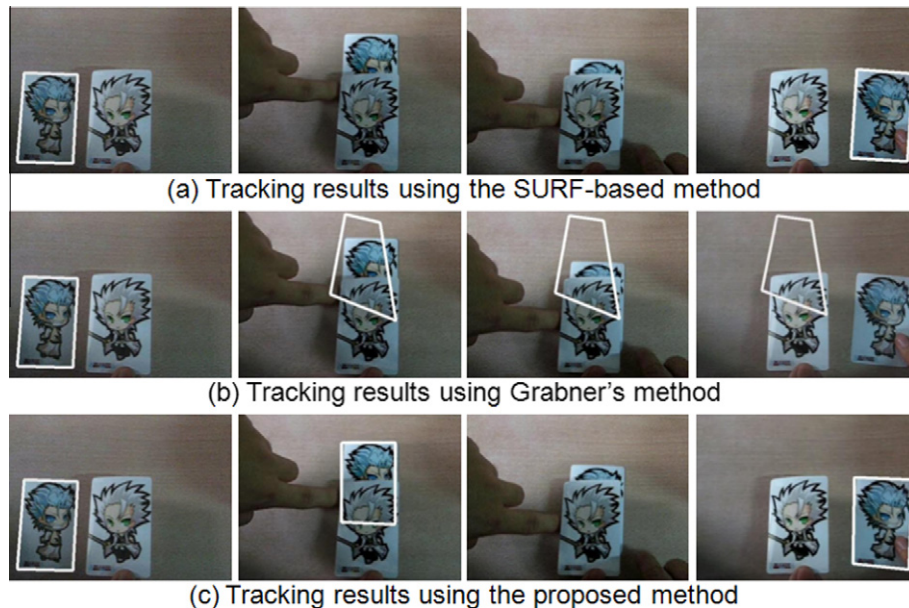 (a) Tracking results using the SURF-based method
(b) Tracking results using Grabner's method
(c) Tracking results using the proposed method